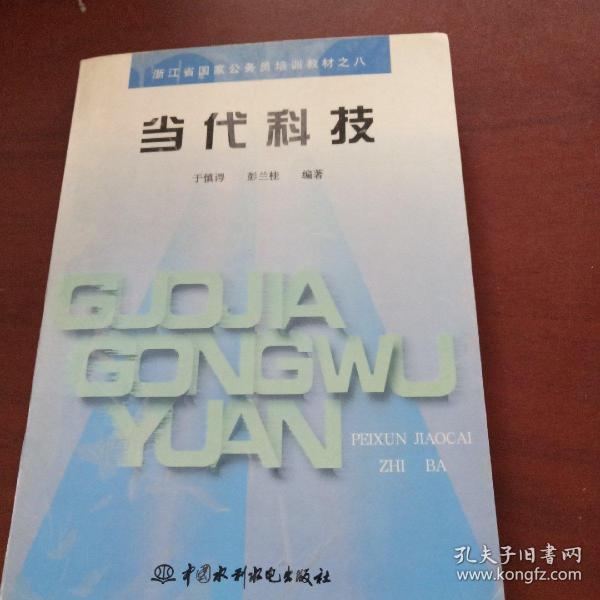 浙江省国家公务员培训教材之八
当代科技
于慎谔 彭兰桂 编著
GUOJIA
GONGWU
YUAN
PEIXUN JIAOCAI
ZHI BA
中国水利水电出版社
孔夫子旧书网
www.kongfz.com